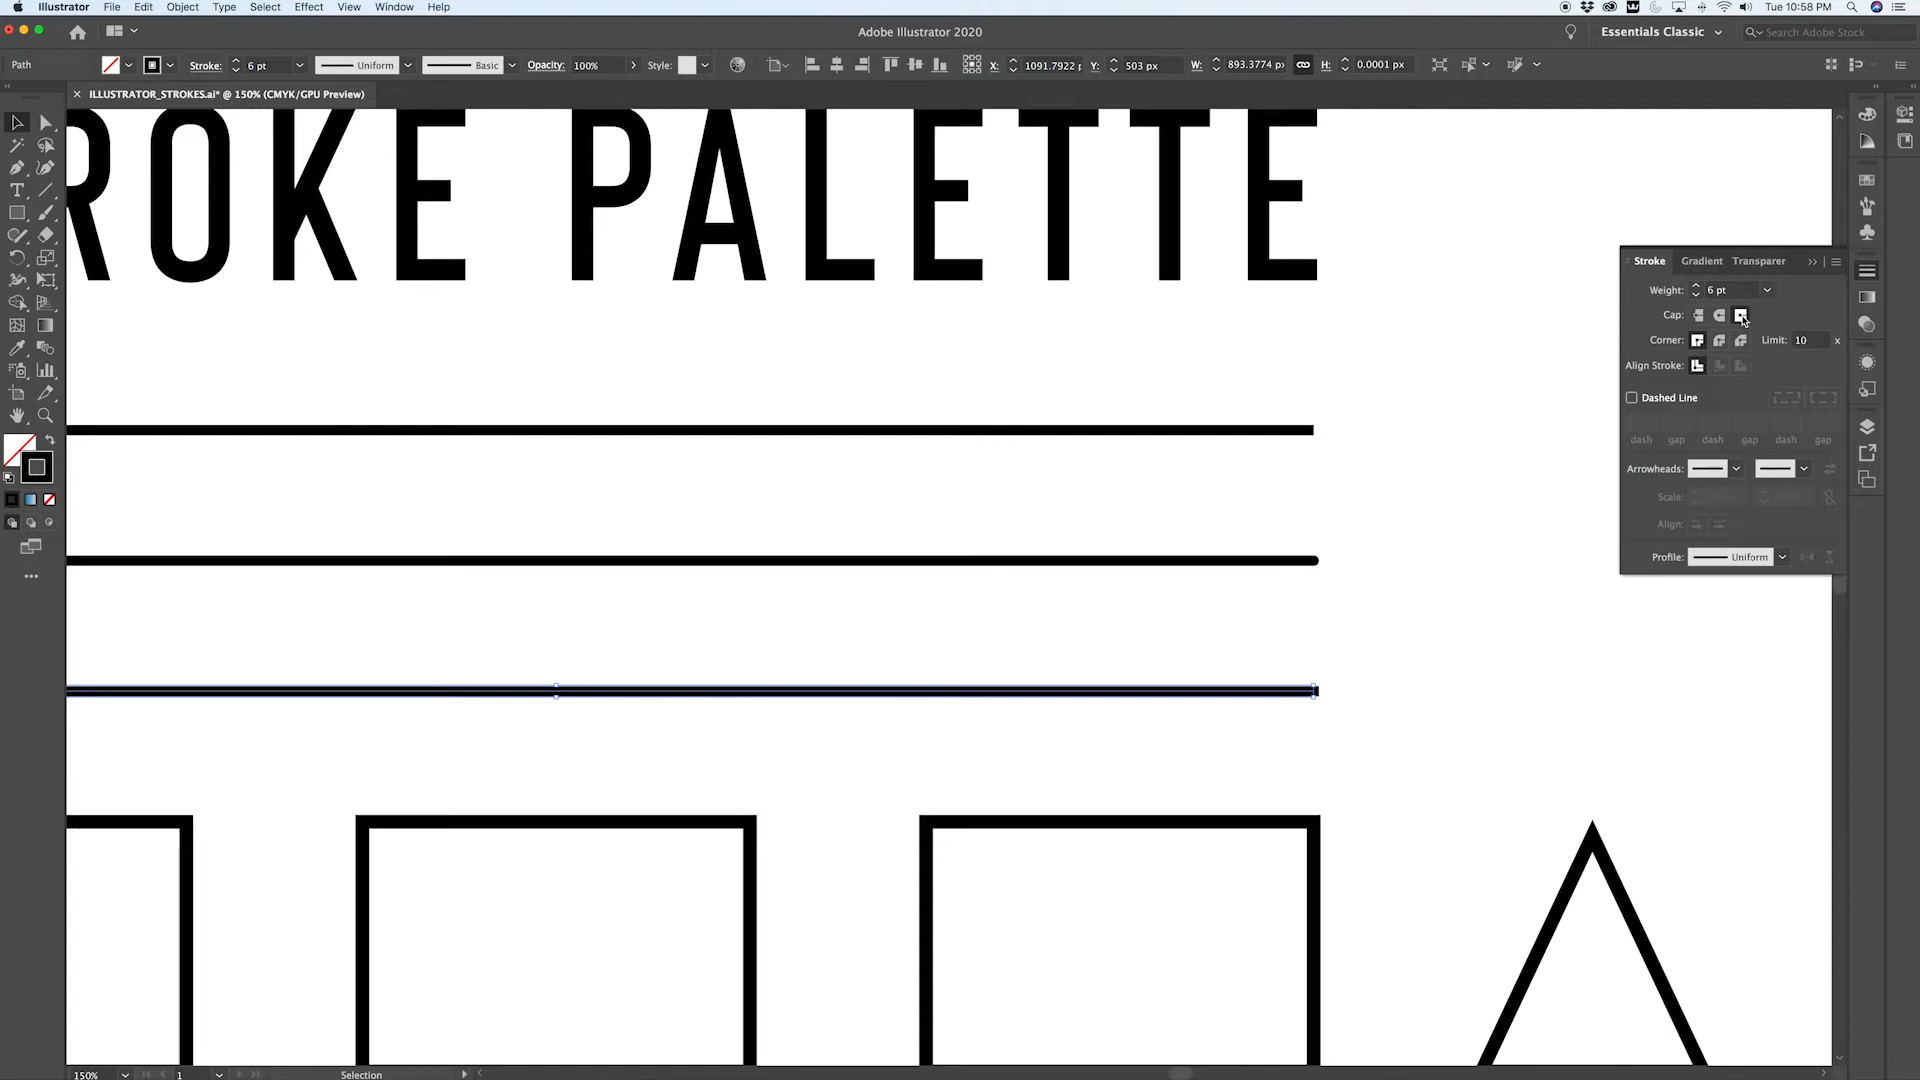 Illustrator File Edit Object Type Select Effect View Window Help Tue 10:58 PM
Adobe Illustrator 2020 Essentials Classic Search Adobe Stock
Path Stroke: 6 pt Uniform Basic Opacity: 100% Style: X: 1091.7922 Y: 503 px W: 893.3774 px H: 0.0001 px
ILLUSTRATOR_STROKES.ai* @ 150% (CMYK/GPU Preview)
ROKE PALETTE
Stroke Gradient Transparer
Weight: 6 pt
Cap:
Corner: Limit: 10 x
Align Stroke:
Dashed Line
dash gap dash gap dash gap
Arrowheads:
Scale:
Align:
Profile: Uniform
150% 1 Selection